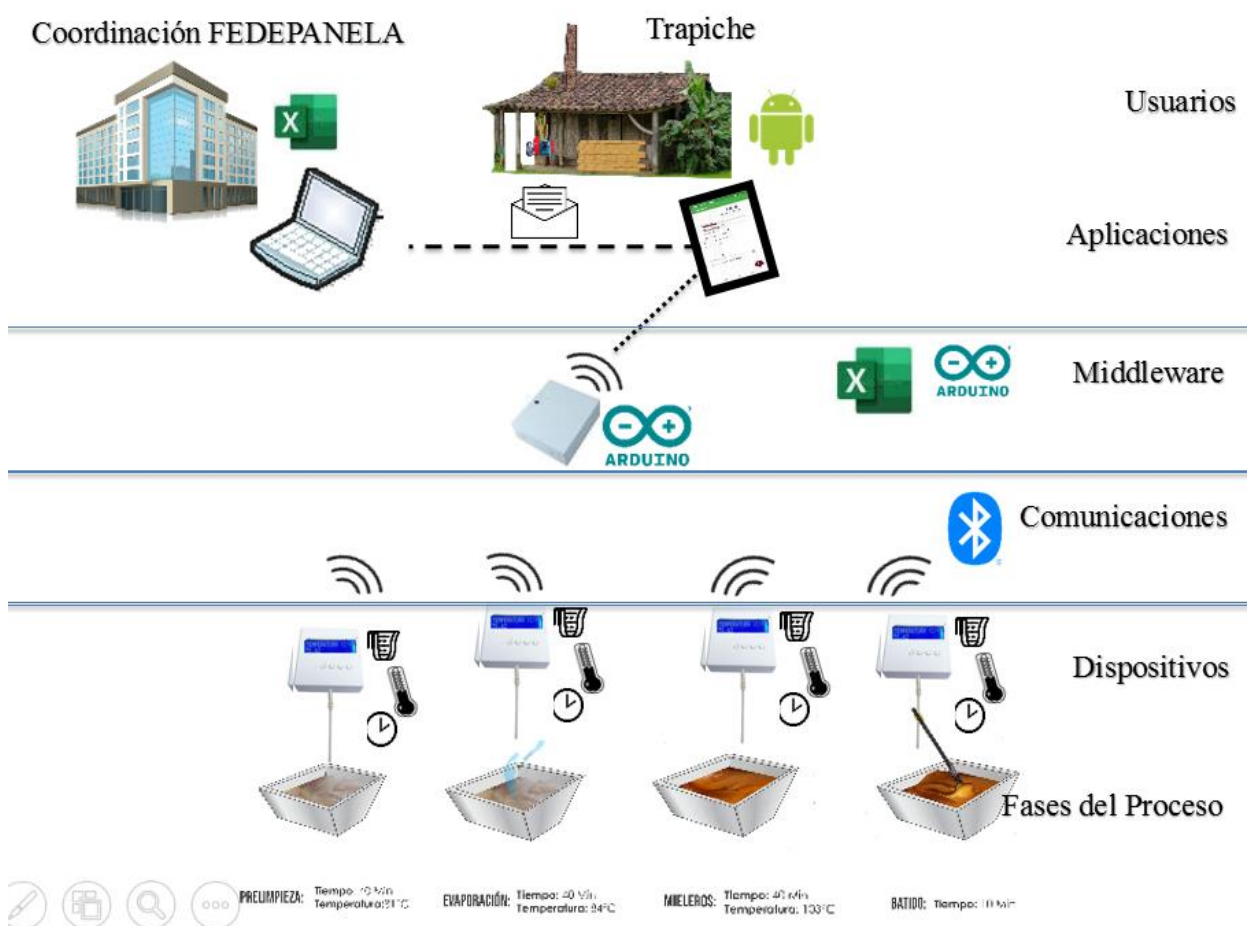 Coordinación FEDEPANELA
Trapiche
Usuarios
Aplicaciones
X
Middleware
X
ARDUINO
ARDUINO
Comunicaciones
Dispositivos
Fases del Proceso
PRELIMPIEZA: Tiempo: Min
Temperatura:
EVAPORACIÓN: Tiempo: 40 Min
Temperatura: 94°C
MIELEROS: Tiempo: 40 Min
Temperatura: 103°C
BATIDO: Tiempo: 10 Min